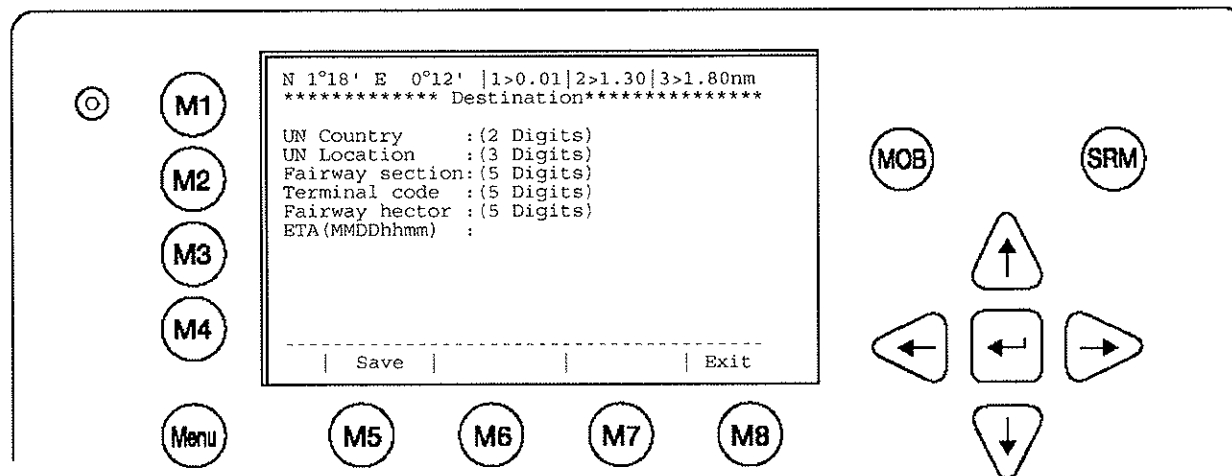 N 1°18' E 0°12' |1>0.01|2>1.30|3>1.80nm
************* Destination***************
UN Country :(2 Digits)
UN Location :(3 Digits)
Fairway section:(5 Digits)
Terminal code :(5 Digits)
Fairway hector :(5 Digits)
ETA(MMDDhhmm) :
| Save | | | Exit
M1
M2
M3
M4
Menu M5 M6 M7 M8
MOB SRM